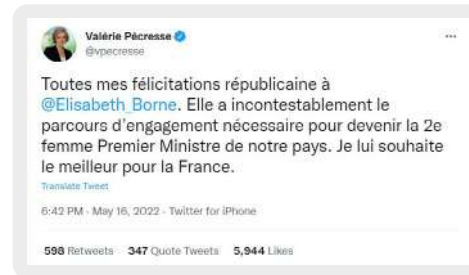 Valérie Pécresse
@vpecresse
Toutes mes félicitations républicaine à
@Elisabeth_Borne. Elle a incontestablement le
parcours d'engagement nécessaire pour devenir la 2e
femme Premier Ministre de notre pays. Je lui souhaite
le meilleur pour la France.
Translate Tweet
6:42 PM · May 16, 2022 · Twitter for iPhone
598 Retweets 347 Quote Tweets 5,944 Likes